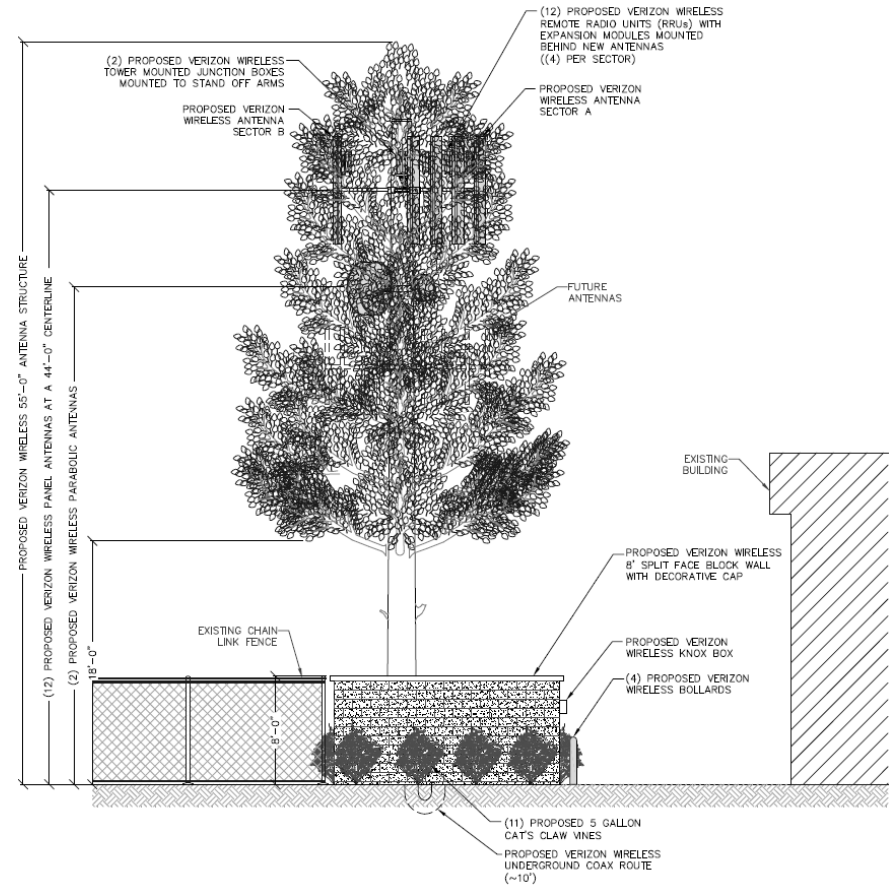 (12) PROPOSED VERIZON WIRELESS
REMOTE RADIO UNITS (RRUs) WITH
EXPANSION MODULES MOUNTED
BEHIND NEW ANTENNAS
((4) PER SECTOR)
(2) PROPOSED VERIZON WIRELESS
TOWER MOUNTED JUNCTION BOXES
MOUNTED TO STAND OFF ARMS
PROPOSED VERIZON
WIRELESS ANTENNA
SECTOR B
PROPOSED VERIZON
WIRELESS ANTENNA
SECTOR A
PROPOSED VERIZON WIRELESS 55'-0" ANTENNA STRUCTURE
(12) PROPOSED VERIZON WIRELESS PANEL ANTENNAS AT A 44'-0" CENTERLINE
(2) PROPOSED VERIZON WIRELESS PARABOLIC ANTENNAS
18'-0"
FUTURE
ANTENNAS
EXISTING
BUILDING
PROPOSED VERIZON WIRELESS
8' SPLIT FACE BLOCK WALL
WITH DECORATIVE CAP
EXISTING CHAIN
LINK FENCE
PROPOSED VERIZON
WIRELESS KNOX BOX
(4) PROPOSED VERIZON
WIRELESS BOLLARDS
8'-0"
(11) PROPOSED 5 GALLON
CAT'S CLAW VINES
PROPOSED VERIZON WIRELESS
UNDERGROUND COAX ROUTE
(~10')